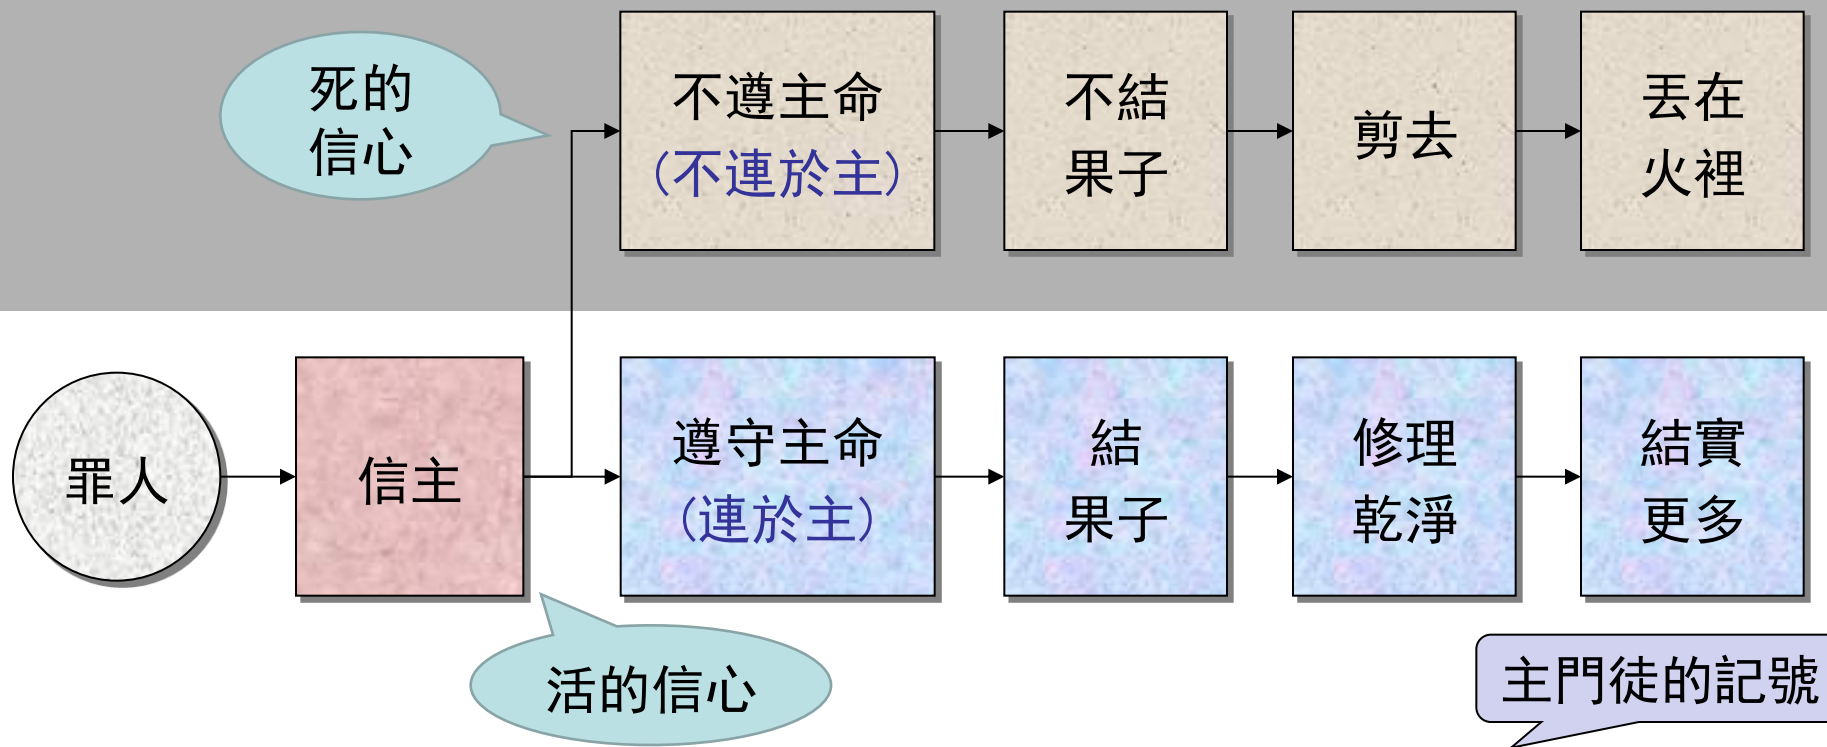 死的
信心
不遵主命
(不連於主)
不結
果子
剪去
丟在
火裡
罪人
信主
遵守主命
(連於主)
結
果子
修理
乾淨
結實
更多
活的信心
主門徒的記號